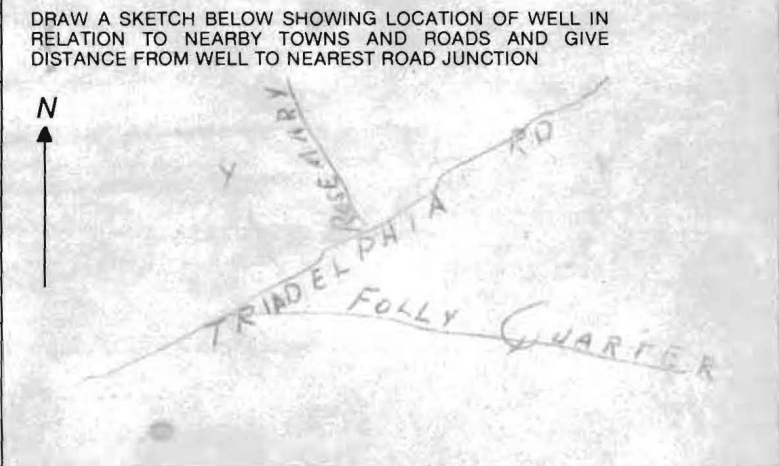 DRAW A SKETCH BELOW SHOWING LOCATION OF WELL IN
RELATION TO NEARBY TOWNS AND ROADS AND GIVE
DISTANCE FROM WELL TO NEAREST ROAD JUNCTION
N
ROSEMARY
TRIADELPHIA RD
FOLLY QUARTER